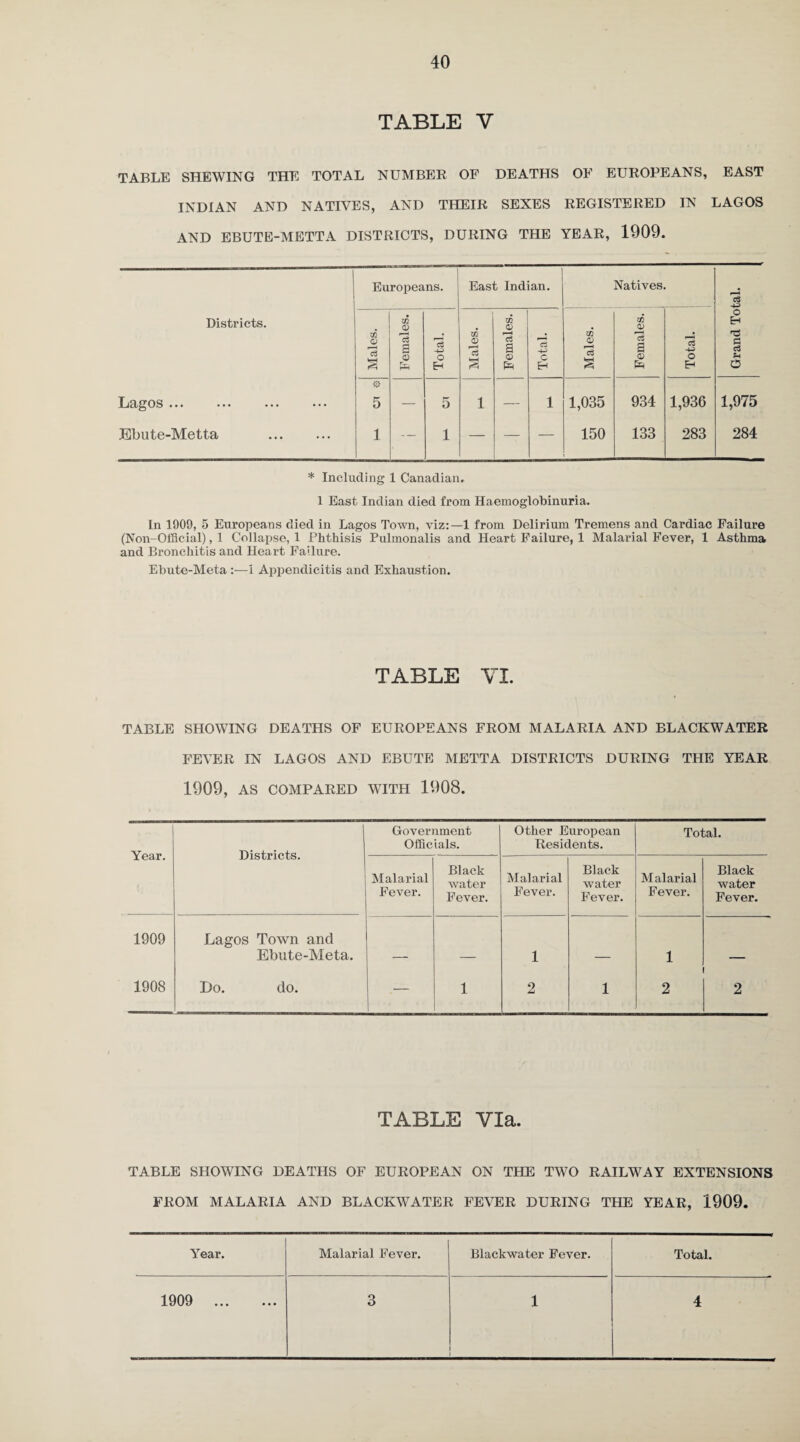 40
TABLE V
TABLE SHEWING THE TOTAL NUMBER OF DEATHS OF EUROPEANS, EAST
INDIAN AND NATIVES, AND THEIR SEXES REGISTERED IN LAGOS
AND EBUTE-METTA DISTRICTS, DURING THE YEAR, 1909.
Districts. Europeans. East Indian. Natives. Grand Total.
Males. Females. Total. Males. Females. Total. Males. Females. Total.
*
Lagos ... ... ... ... 5 — 5 1 — 1 1,035 934 1,936 1,975
Ebute-Metta ... ... 1 — 1 — — — 150 133 283 284
* Including 1 Canadian.
1 East Indian died from Haemoglobinuria.
In 1909, 5 Europeans died in Lagos Town, viz:—1 from Delirium Tremens and Cardiac Failure
(Non-Official), 1 Collapse, 1 Phthisis Pulmonalis and Heart Failure, 1 Malarial Fever, 1 Asthma
and Bronchitis and Heart Failure.
Ebute-Meta :—1 Appendicitis and Exhaustion.
TABLE VI.
TABLE SHOWING DEATHS OF EUROPEANS FROM MALARIA AND BLACKWATER
FEVER IN LAGOS AND EBUTE METTA DISTRICTS DURING THE YEAR
1909, AS COMPARED WITH 1908.
Year. Districts. Government Officials. Other European Residents. Total.
Malarial Fever. Black water Fever. Malarial Fever. Black water Fever. Malarial Fever. Black water Fever.
1909 Lagos Town and
Ebute-Meta. — — 1 — 1 —
1908 Do. do. — 1 2 1 2 2
TABLE VIa.
TABLE SHOWING DEATHS OF EUROPEAN ON THE TWO RAILWAY EXTENSIONS
FROM MALARIA AND BLACKWATER FEVER DURING THE YEAR, 1909.
Year. Malarial Fever. Blackwater Fever. Total.
1909 ... ... 3 1 4